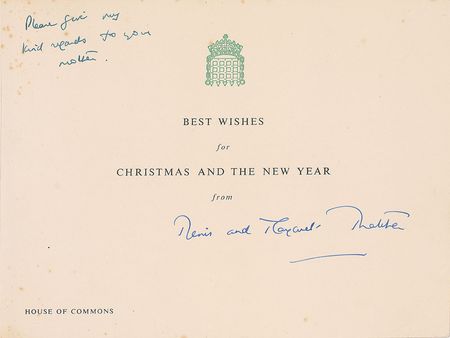 Please give my
kind regards to your
mother.
BEST WISHES
for
CHRISTMAS AND THE NEW YEAR
from
Denis and Margaret Thatcher
HOUSE OF COMMONS